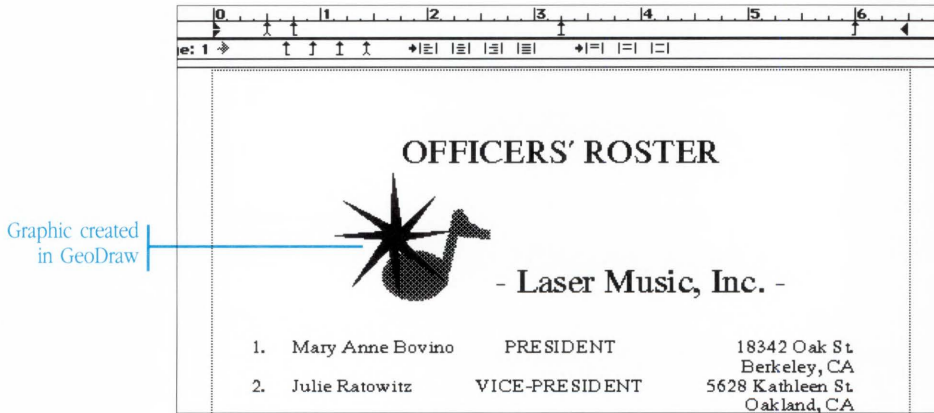 0 1 2 3 4 5 6
e: 1
OFFICERS' ROSTER
Graphic created
in GeoDraw
- Laser Music, Inc. -
1. Mary Anne Bovino PRESIDENT 18342 Oak St.
Berkeley, CA
2. Julie Ratowitz VICE-PRESIDENT 5628 Kathleen St.
Oakland, CA